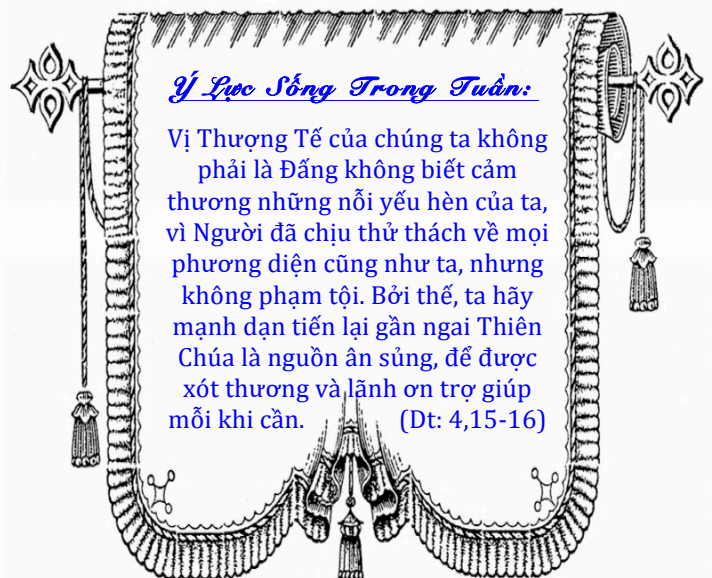 Ý Lực Sống Trong Tuần:
Vị Thượng Tế của chúng ta không
phải là Đấng không biết cảm
thương những nỗi yếu hèn của ta,
vì Người đã chịu thử thách về mọi
phương diện cũng như ta, nhưng
không phạm tội. Bởi thế, ta hãy
mạnh dạn tiến lại gần ngai Thiên
Chúa là nguồn ân sủng, để được
xót thương và lãnh ơn trợ giúp
mỗi khi cần. (Dt: 4,15-16)